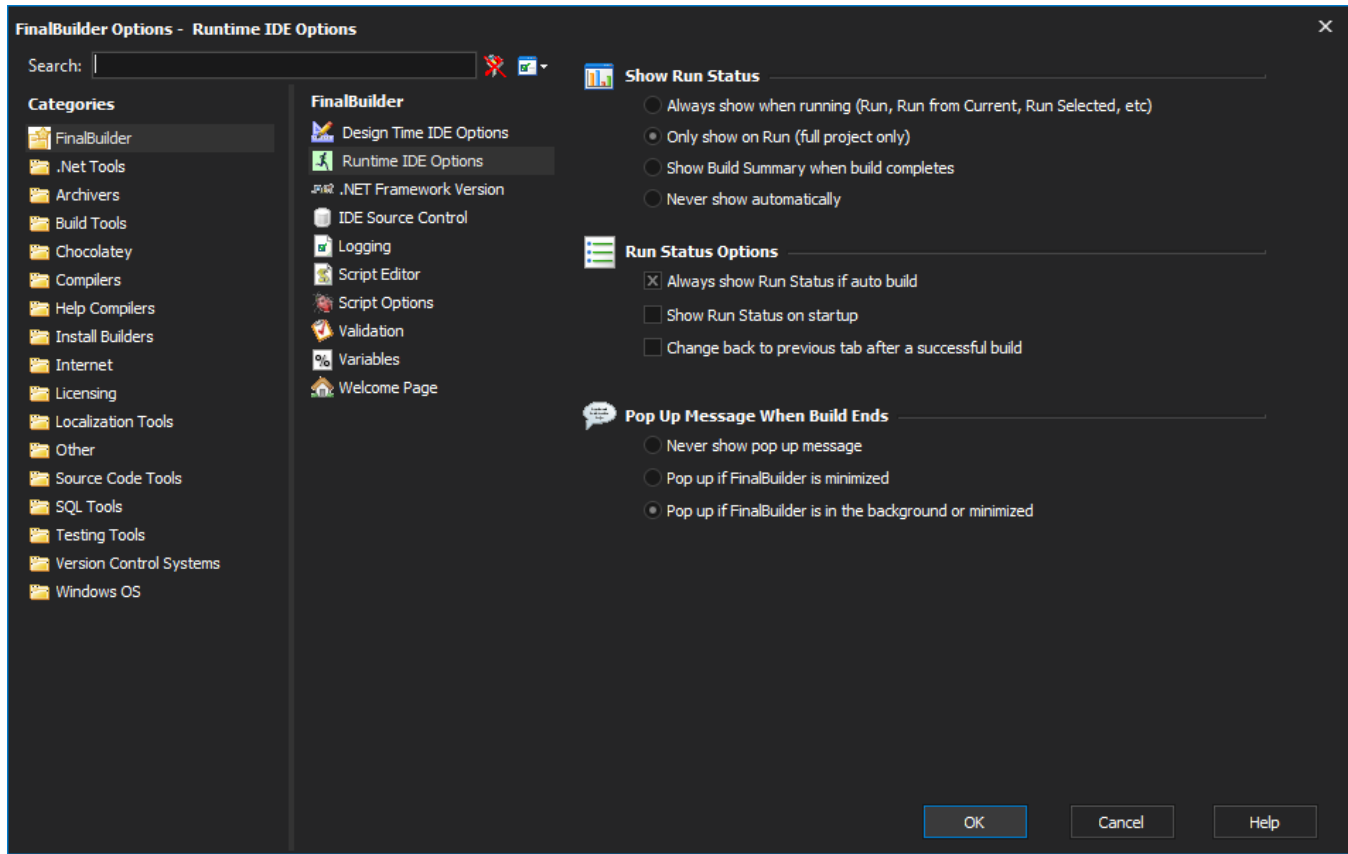 FinalBuilder Options - Runtime IDE Options
Search:
Categories
FinalBuilder
.Net Tools
Archivers
Build Tools
Chocolatey
Compilers
Help Compilers
Install Builders
Internet
Licensing
Localization Tools
Other
Source Code Tools
SQL Tools
Testing Tools
Version Control Systems
Windows OS
FinalBuilder
Design Time IDE Options
Runtime IDE Options
.NET Framework Version
IDE Source Control
Logging
Script Editor
Script Options
Validation
Variables
Welcome Page
Show Run Status
Always show when running (Run, Run from Current, Run Selected, etc)
Only show on Run (full project only)
Show Build Summary when build completes
Never show automatically
Run Status Options
Always show Run Status if auto build
Show Run Status on startup
Change back to previous tab after a successful build
Pop Up Message When Build Ends
Never show pop up message
Pop up if FinalBuilder is minimized
Pop up if FinalBuilder is in the background or minimized
OK
Cancel
Help